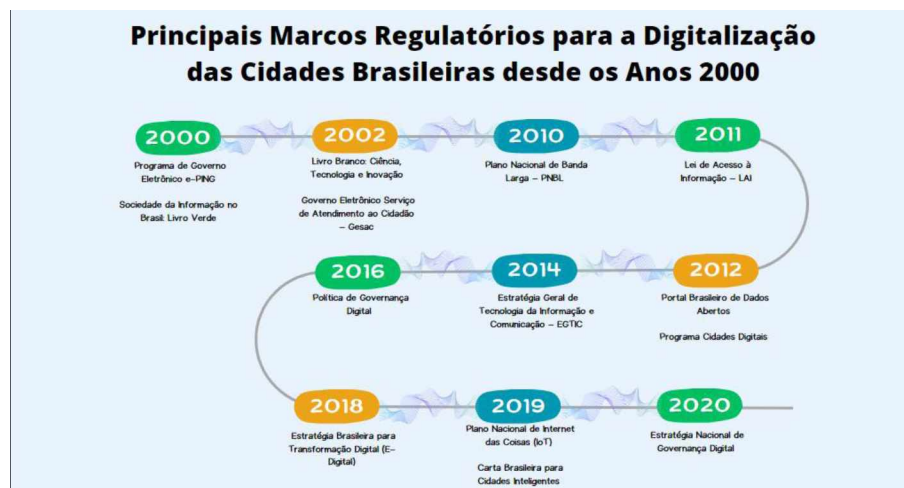 Principais Marcos Regulatórios para a Digitalização
das Cidades Brasileiras desde os Anos 2000
2000
Programa de Governo
Eletrônico e-PING
Sociedade da Informação no
Brasil: Livro Verde
2002
Livro Branco: Ciência,
Tecnologia e Inovação
Governo Eletrônico Serviço
de Atendimento ao Cidadão
– Gesac
2010
Plano Nacional de Banda
Larga – PNBL
2011
Lei de Acesso à
Informação – LAI
2012
Portal Brasileiro de Dados
Abertos
Programa Cidades Digitais
2014
Estratégia Geral de
Tecnologia da Informação e
Comunicação – EGTIC
2016
Política de Governança
Digital
2018
Estratégia Brasileira para
Transformação Digital (E-
Digital)
2019
Plano Nacional de Internet
das Coisas (IoT)
Carta Brasileira para
Cidades Inteligentes
2020
Estratégia Nacional de
Governança Digital